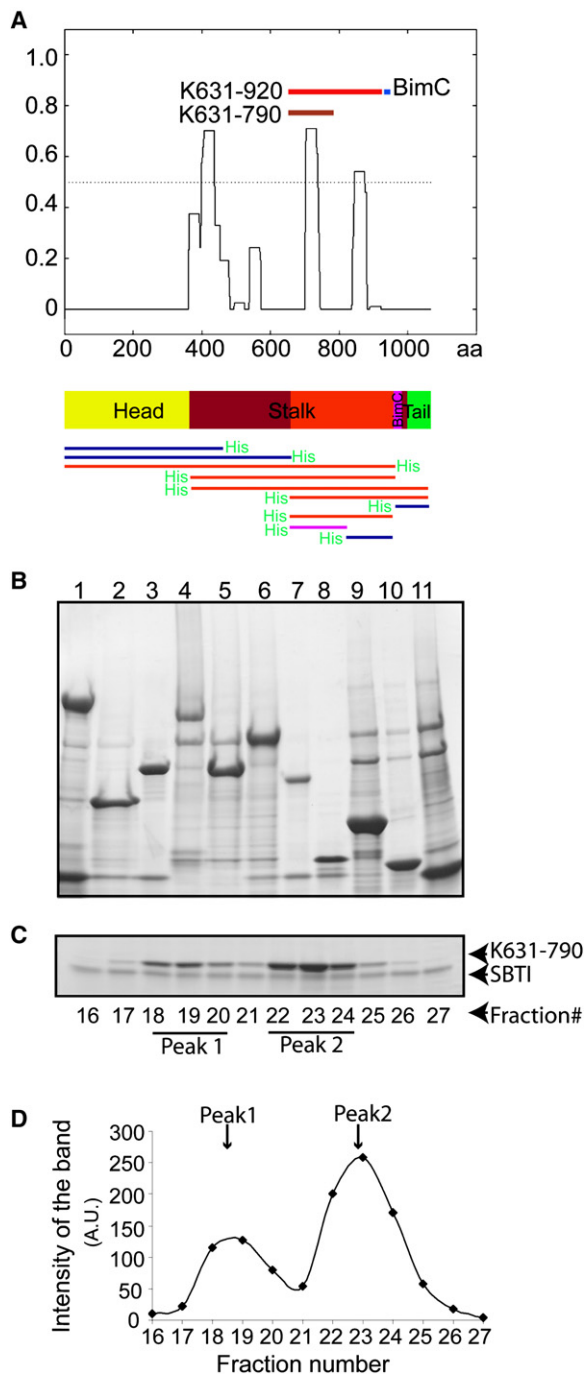 A
1.0
0.8
0.6
0.4
0.2
0
K631-920
BimC
K631-790
0 200 400 600 800 1000 aa
Head Stalk BimC Tail
His
His
His
His
His
His
His
His
His
His
B
1 2 3 4 5 6 7 8 9 10 11
C
K631-790
SBTI
16 17 18 19 20 21 22 23 24 25 26 27 Fraction#
Peak 1 Peak 2
D
Peak1 Peak2
Intensity of the band
(A.U.)
300
250
200
150
100
50
0
16 17 18 19 20 21 22 23 24 25 26 27
Fraction number